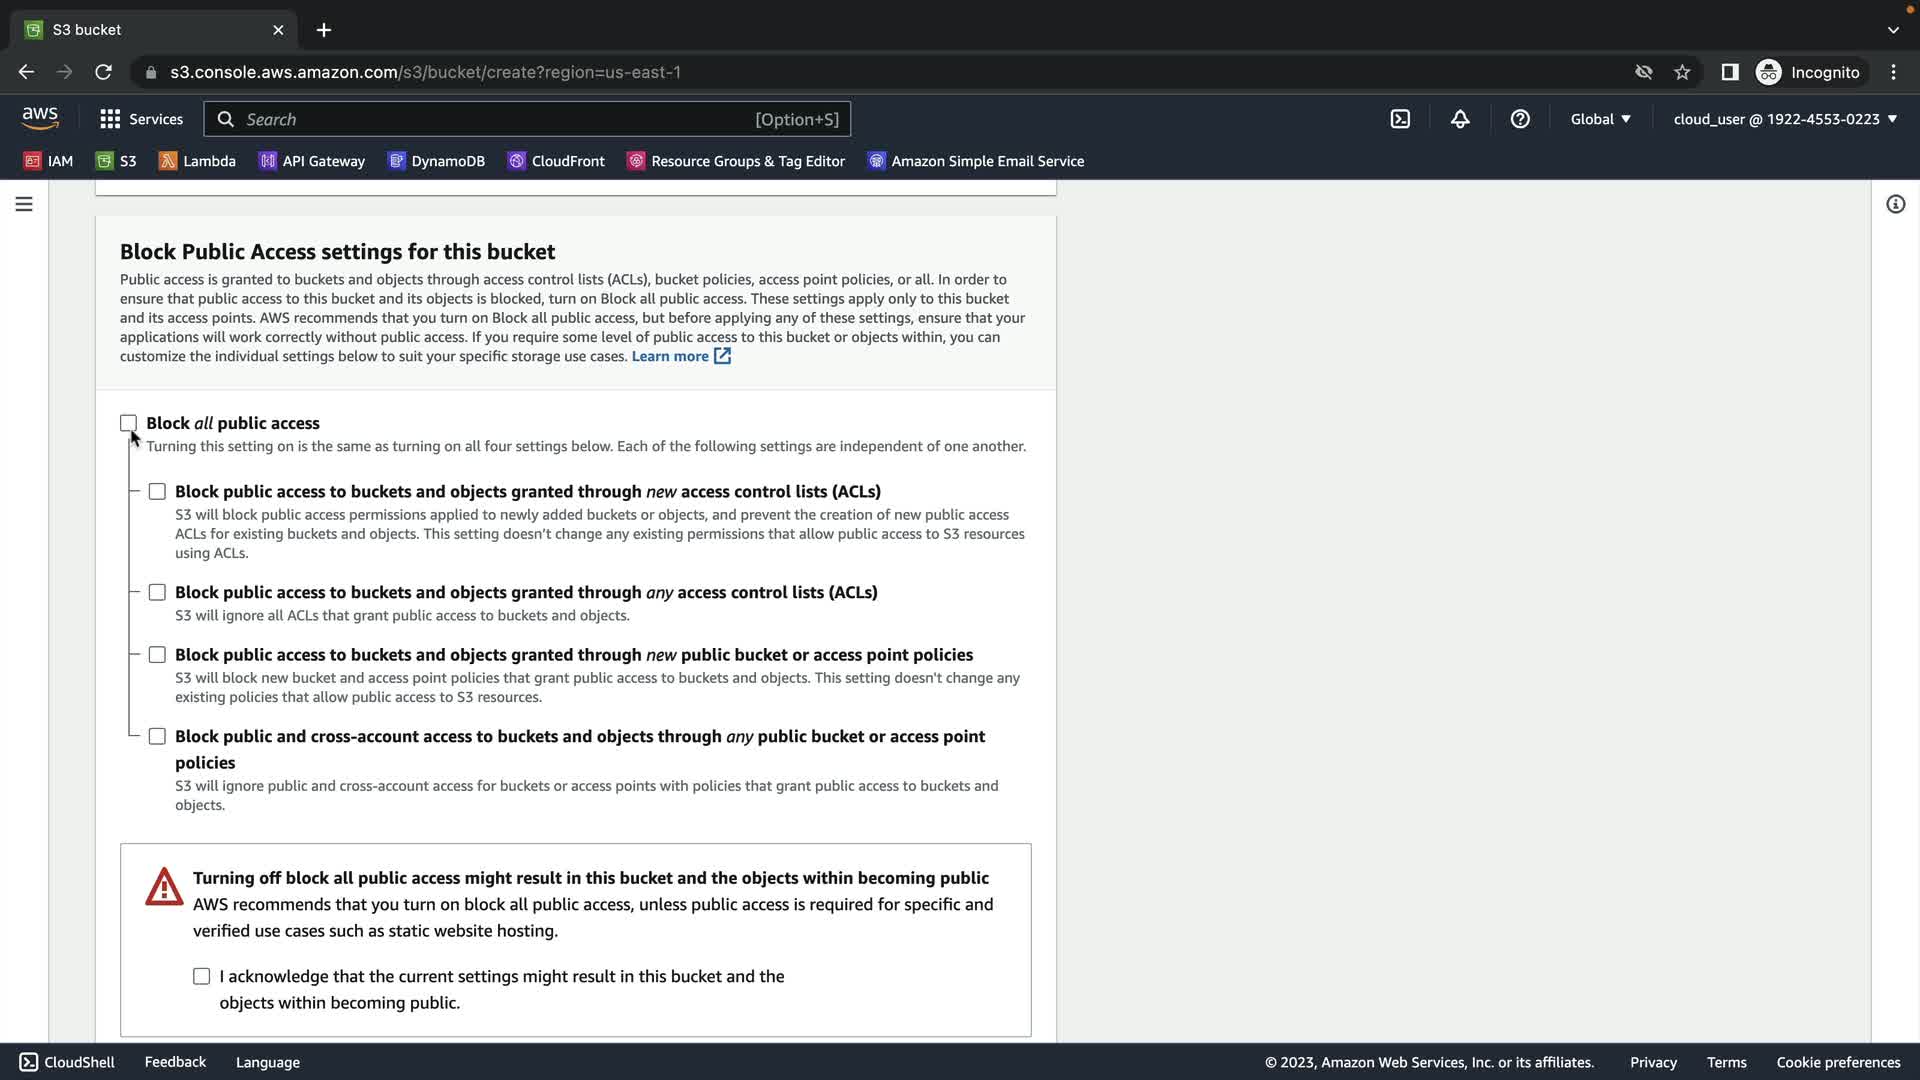 S3 bucket
s3.console.aws.amazon.com/s3/bucket/create?region=us-east-1
Incognito
aws
Services
Search
[Option+S]
Global
cloud_user @ 1922-4553-0223
IAM
S3
Lambda
API Gateway
DynamoDB
CloudFront
Resource Groups & Tag Editor
Amazon Simple Email Service
Block Public Access settings for this bucket
Public access is granted to buckets and objects through access control lists (ACLs), bucket policies, access point policies, or all. In order to
ensure that public access to this bucket and its objects is blocked, turn on Block all public access. These settings apply only to this bucket
and its access points. AWS recommends that you turn on Block all public access, but before applying any of these settings, ensure that your
applications will work correctly without public access. If you require some level of public access to this bucket or objects within, you can
customize the individual settings below to suit your specific storage use cases. Learn more
Block all public access
Turning this setting on is the same as turning on all four settings below. Each of the following settings are independent of one another.
Block public access to buckets and objects granted through new access control lists (ACLs)
S3 will block public access permissions applied to newly added buckets or objects, and prevent the creation of new public access
ACLs for existing buckets and objects. This setting doesn't change any existing permissions that allow public access to S3 resources
using ACLs.
Block public access to buckets and objects granted through any access control lists (ACLs)
S3 will ignore all ACLs that grant public access to buckets and objects.
Block public access to buckets and objects granted through new public bucket or access point policies
S3 will block new bucket and access point policies that grant public access to buckets and objects. This setting doesn't change any
existing policies that allow public access to S3 resources.
Block public and cross-account access to buckets and objects through any public bucket or access point
policies
S3 will ignore public and cross-account access for buckets or access points with policies that grant public access to buckets and
objects.
Turning off block all public access might result in this bucket and the objects within becoming public
AWS recommends that you turn on block all public access, unless public access is required for specific and
verified use cases such as static website hosting.
I acknowledge that the current settings might result in this bucket and the
objects within becoming public.
CloudShell
Feedback
Language
© 2023, Amazon Web Services, Inc. or its affiliates.
Privacy
Terms
Cookie preferences